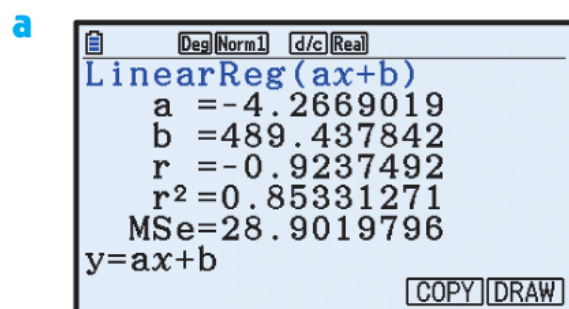 a
Deg Norm1 d/c Real
LinearReg(ax+b)
a =-4.2669019
b =489.437842
r =-0.9237492
r²=0.85331271
MSe=28.9019796
y=ax+b
COPY DRAW